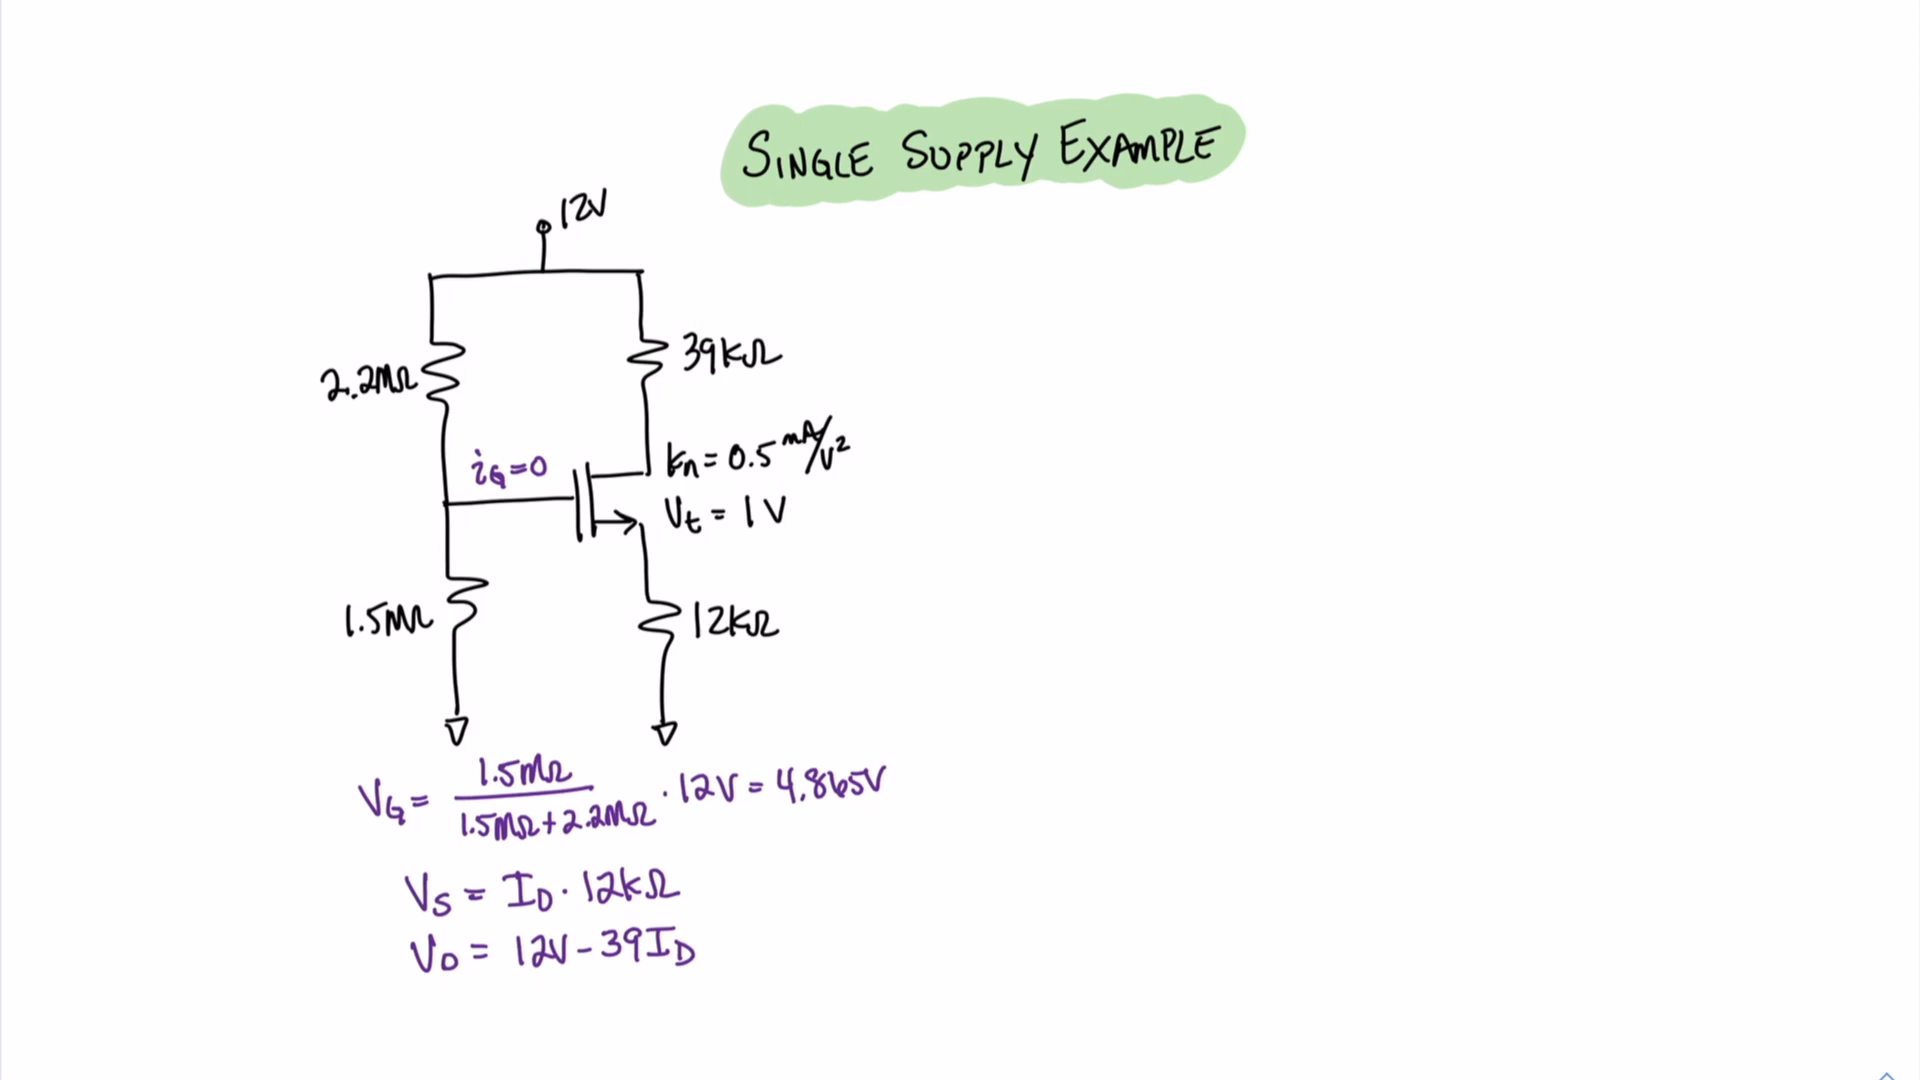 SINGLE SUPPLY EXAMPLE
12V
2.2MΩ
39kΩ
iG=0
kn = 0.5 mA/V²
Vt = 1V
1.5MΩ
12kΩ
VG = 1.5MΩ / 1.5MΩ+2.2MΩ · 12V = 4.865V
VS = ID · 12kΩ
VD = 12V - 39ID